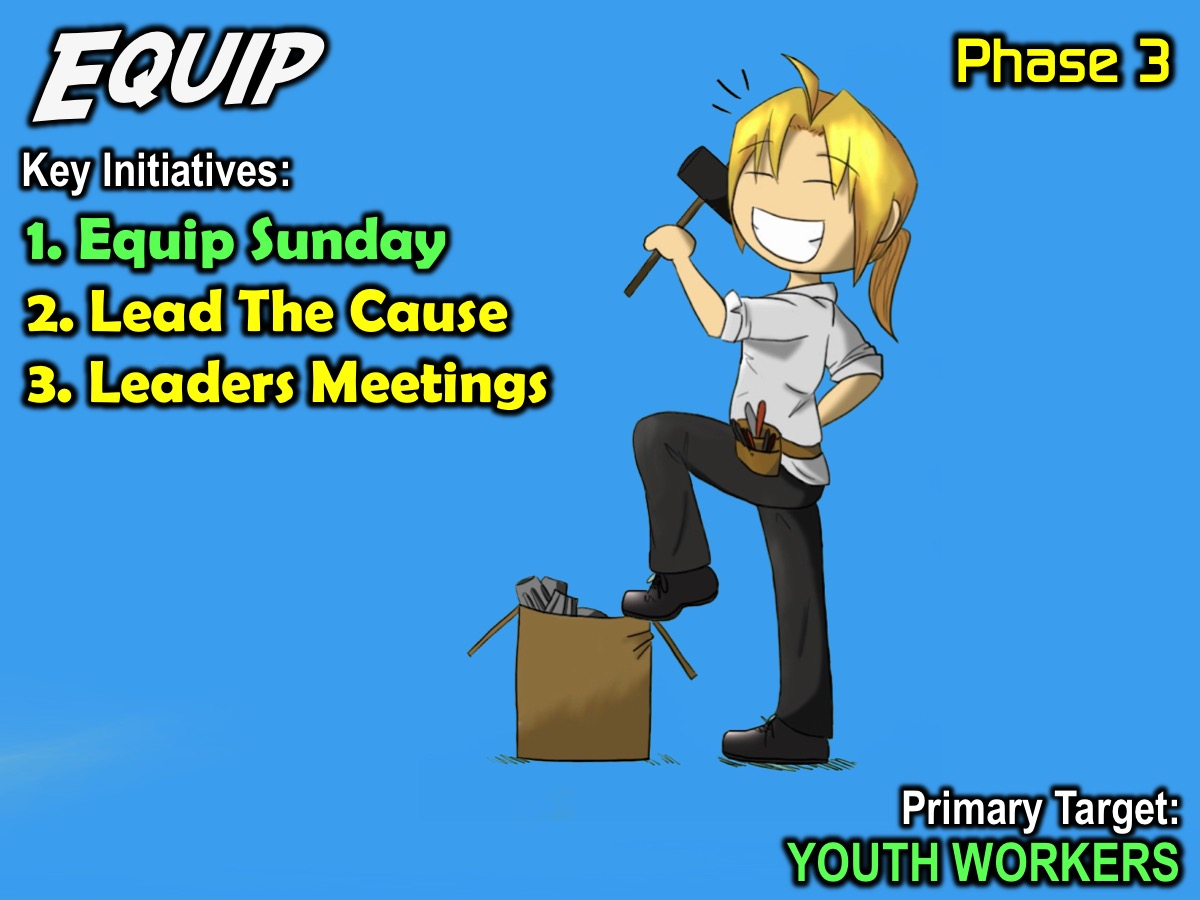 EQUIP
Phase 3
Key Initiatives:
1. Equip Sunday
2. Lead The Cause
3. Leaders Meetings
Primary Target:
YOUTH WORKERS